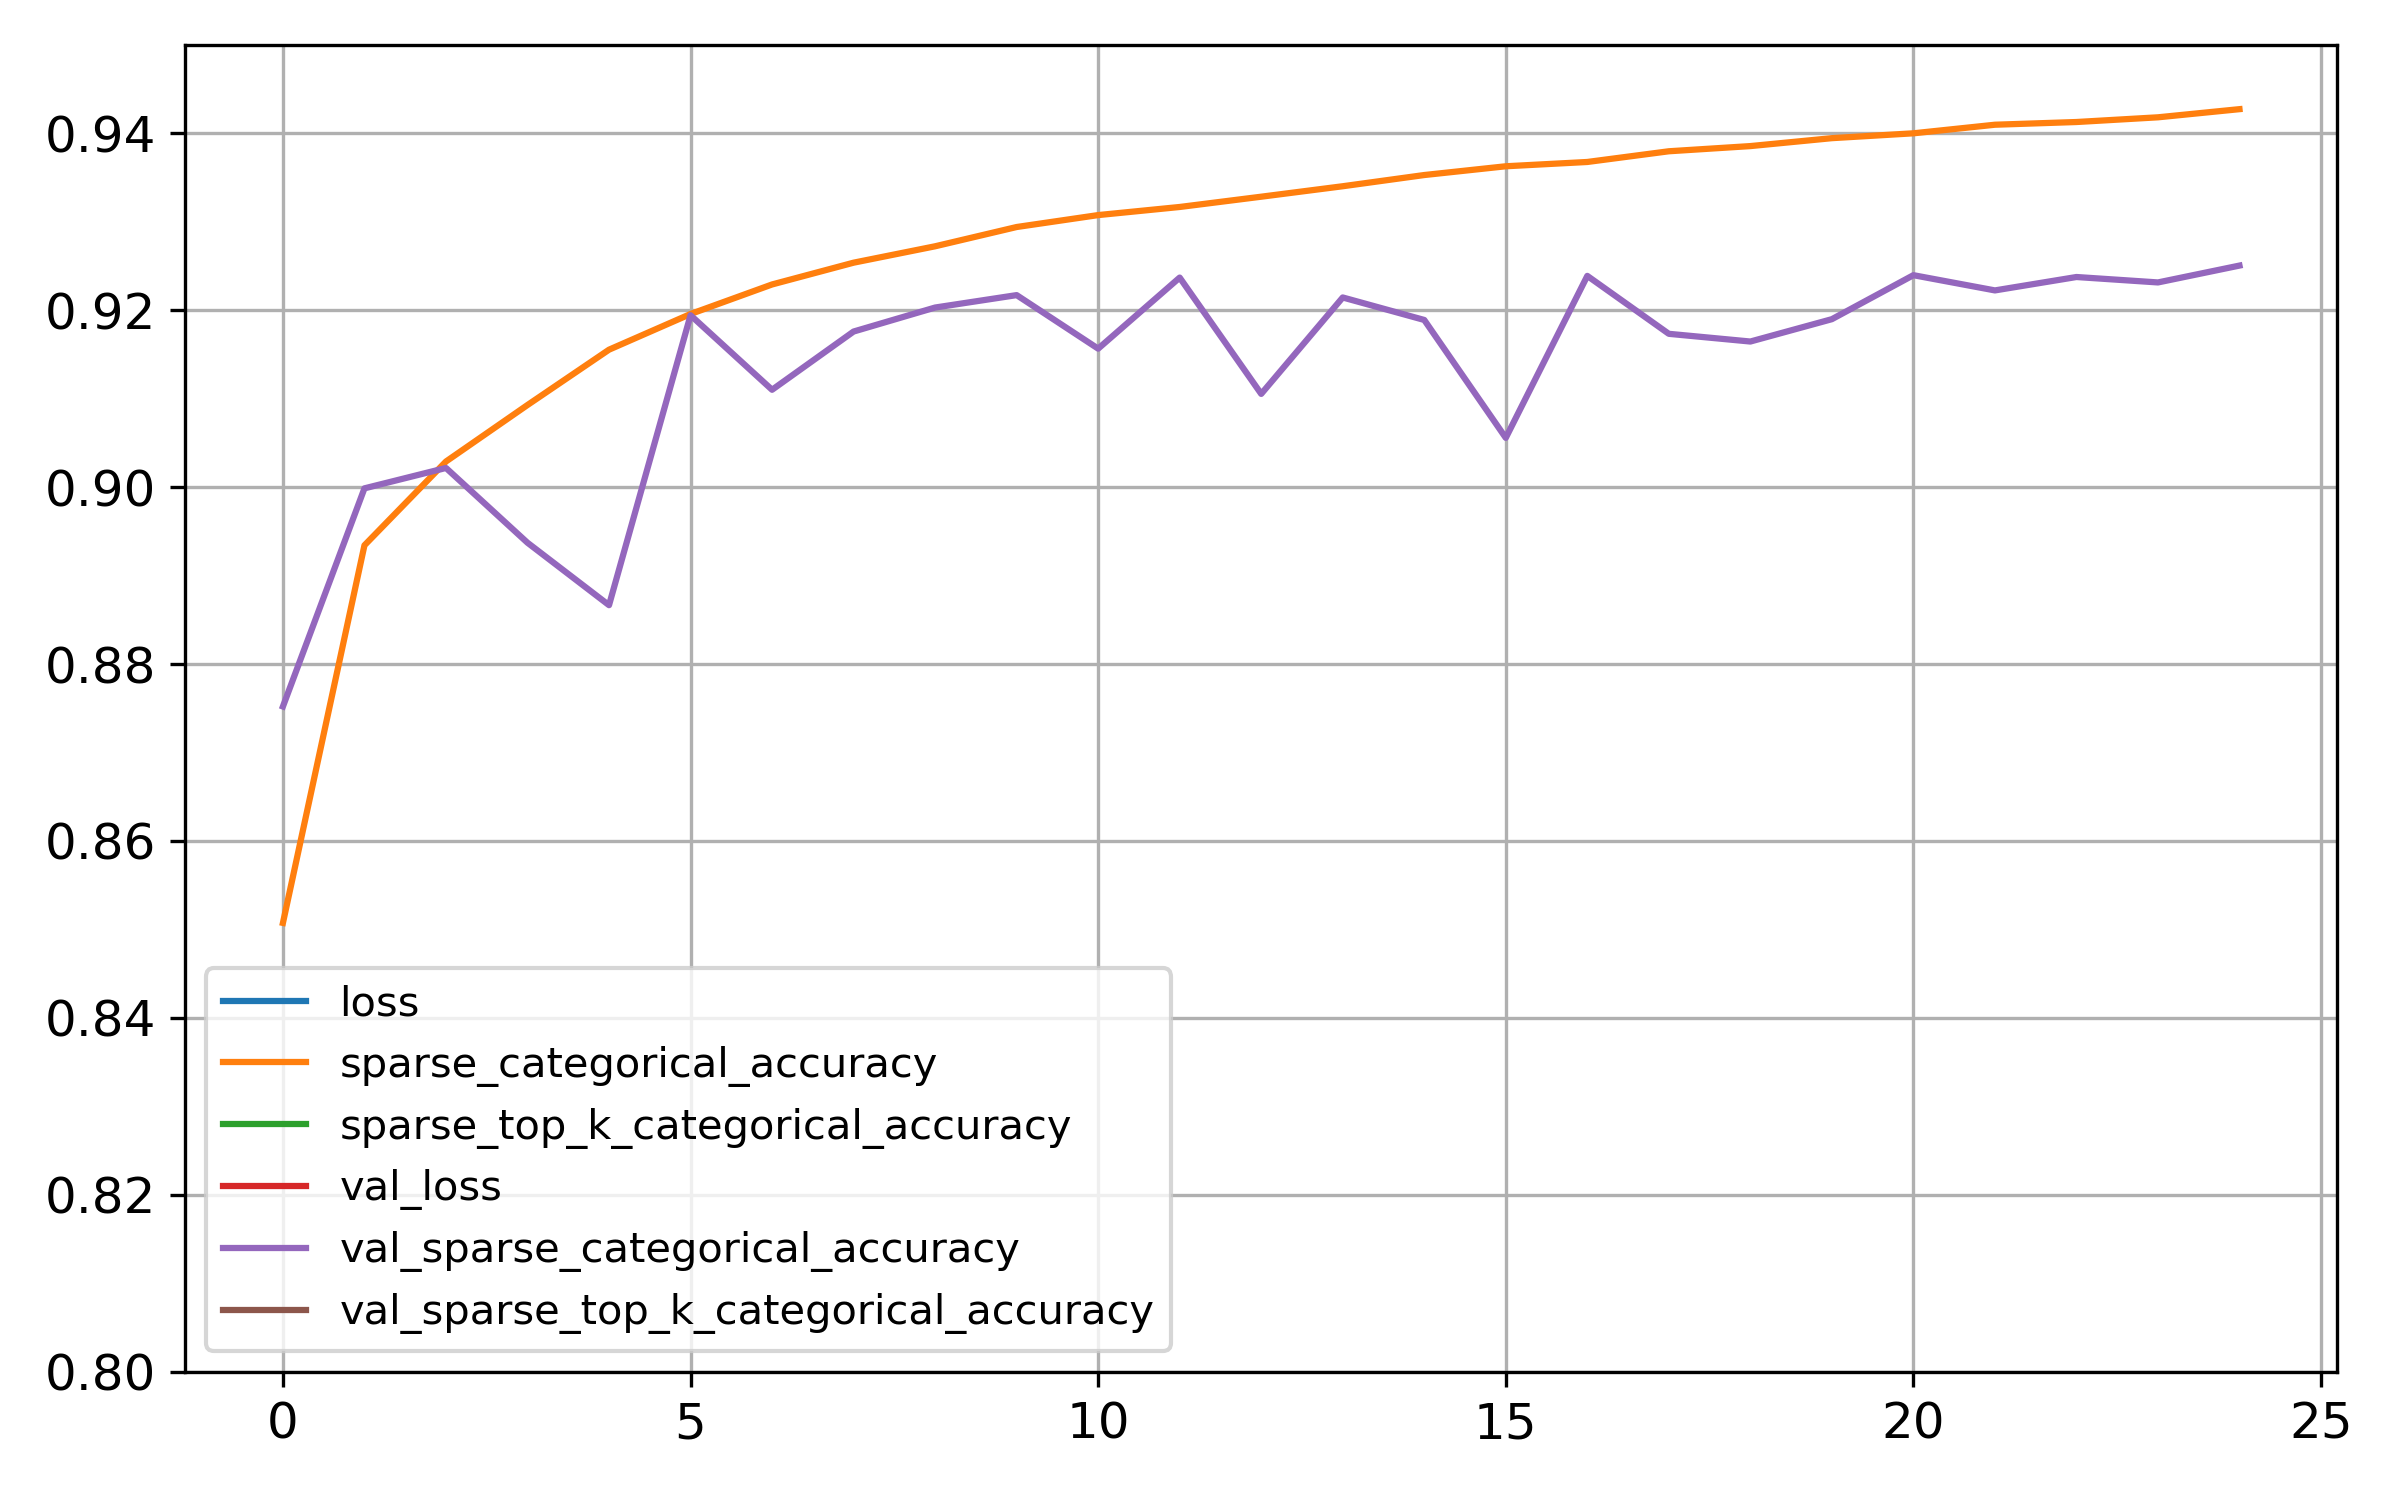 0.94
0.92
0.90
0.88
0.86
0.84
0.82
0.80
loss
sparse_categorical_accuracy
sparse_top_k_categorical_accuracy
val_loss
val_sparse_categorical_accuracy
val_sparse_top_k_categorical_accuracy
0 5 10 15 20 25